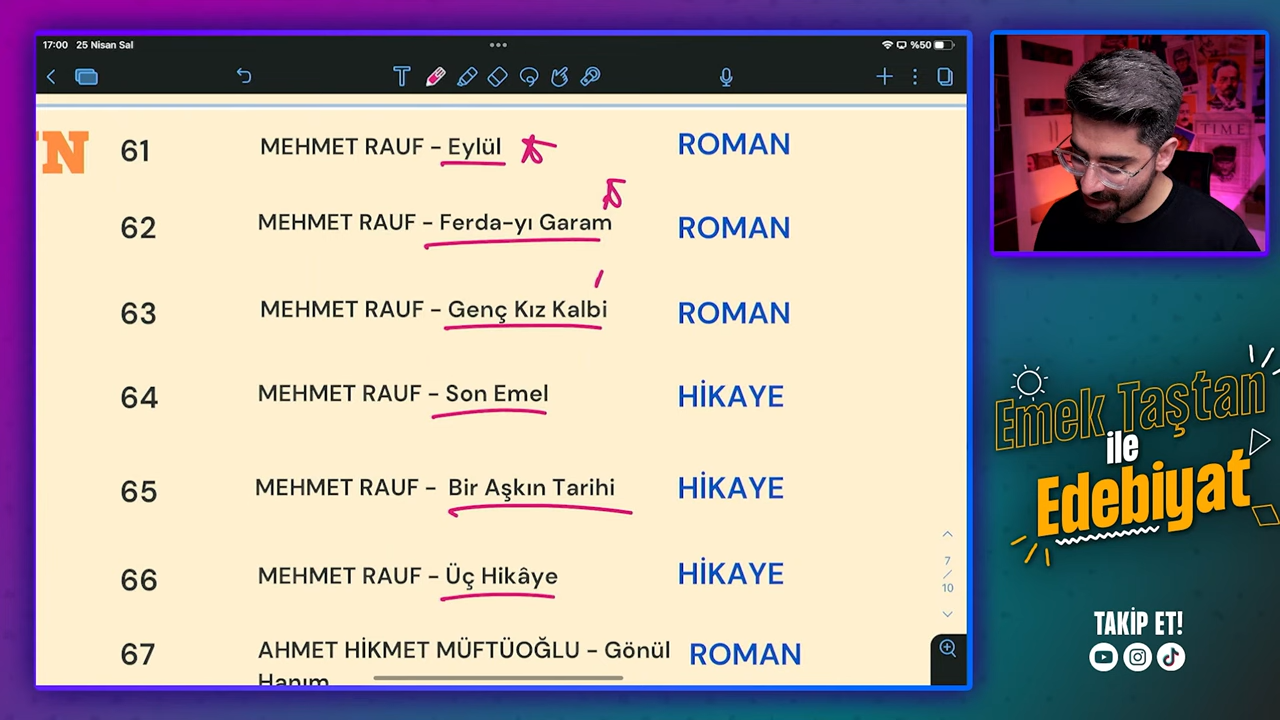 17:00 25 Nisan Sal
%50
N
61 MEHMET RAUF - Eylül ROMAN
62 MEHMET RAUF - Ferda-yı Garam ROMAN
63 MEHMET RAUF - Genç Kız Kalbi ROMAN
64 MEHMET RAUF - Son Emel HİKAYE
65 MEHMET RAUF - Bir Aşkın Tarihi HİKAYE
66 MEHMET RAUF - Üç Hikâye HİKAYE
67 AHMET HİKMET MÜFTÜOĞLU - Gönül ROMAN
Hanım
7
/
10
TIME
Emek Taştan
ile
Edebiyat
TAKİP ET!